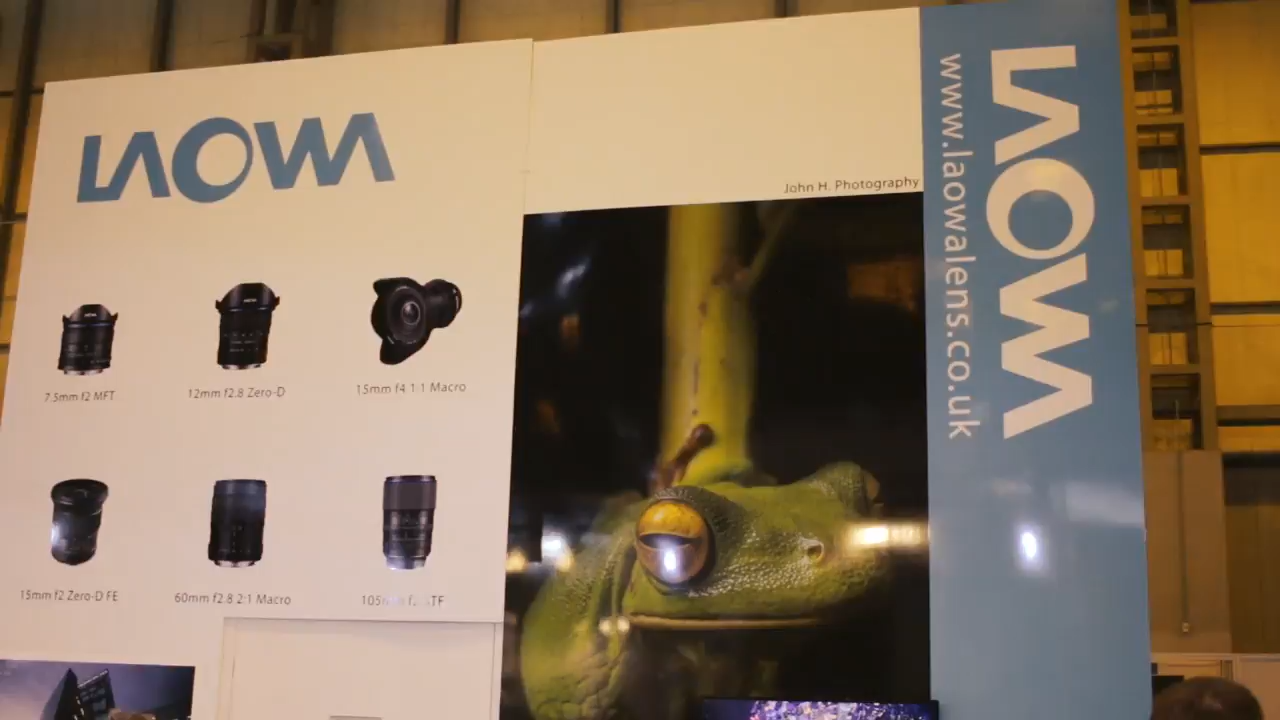 LAOWA
7.5mm f2 MFT
12mm f2.8 Zero-D
15mm f4 1:1 Macro
15mm f2 Zero-D FE
60mm f2.8 2:1 Macro
John H. Photography
LAOWA
www.laowalens.co.uk